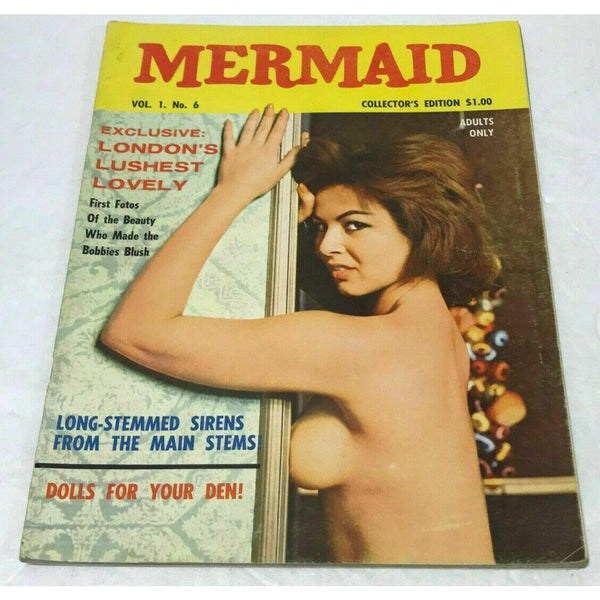 MERMAID
VOL. 1. No. 6
COLLECTOR'S EDITION $1.00
ADULTS
ONLY
EXCLUSIVE:
LONDON'S
LUSHEST
LOVELY
First Fotos
Of the Beauty
Who Made the
Bobbies Blush
LONG-STEMMED SIRENS
FROM THE MAIN STEMS!
DOLLS FOR YOUR DEN!